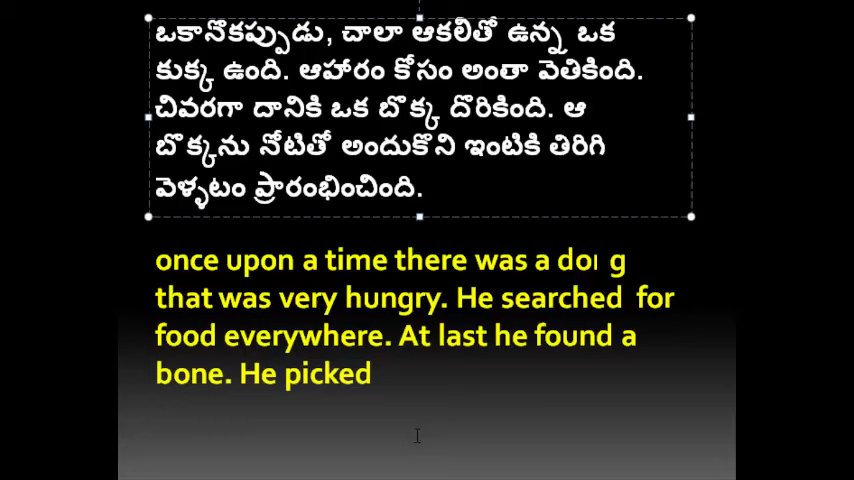 ఒకానొకప్పుడు, చాలా ఆకలితో ఉన్న ఒక
కుక్క ఉంది. ఆహారం కోసం అంతా వెతికింది.
చివరగా దానికి ఒక బొక్క దొరికింది. ఆ
బొక్కను నోటితో అందుకొని ఇంటికి తిరిగి
వెళ్ళటం ప్రారంభించింది.
once upon a time there was a do g
that was very hungry. He searched for
food everywhere. At last he found a
bone. He picked